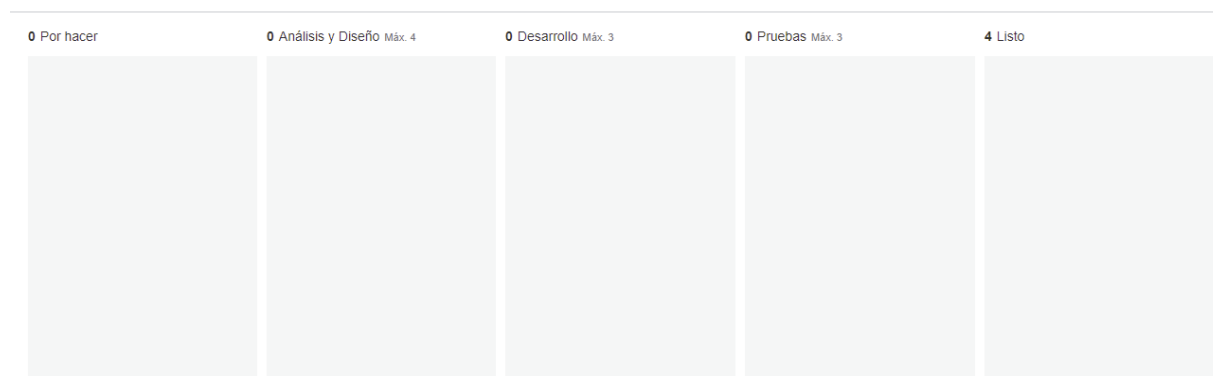 0 Por hacer
0 Análisis y Diseño Máx. 4
0 Desarrollo Máx. 3
0 Pruebas Máx. 3
4 Listo